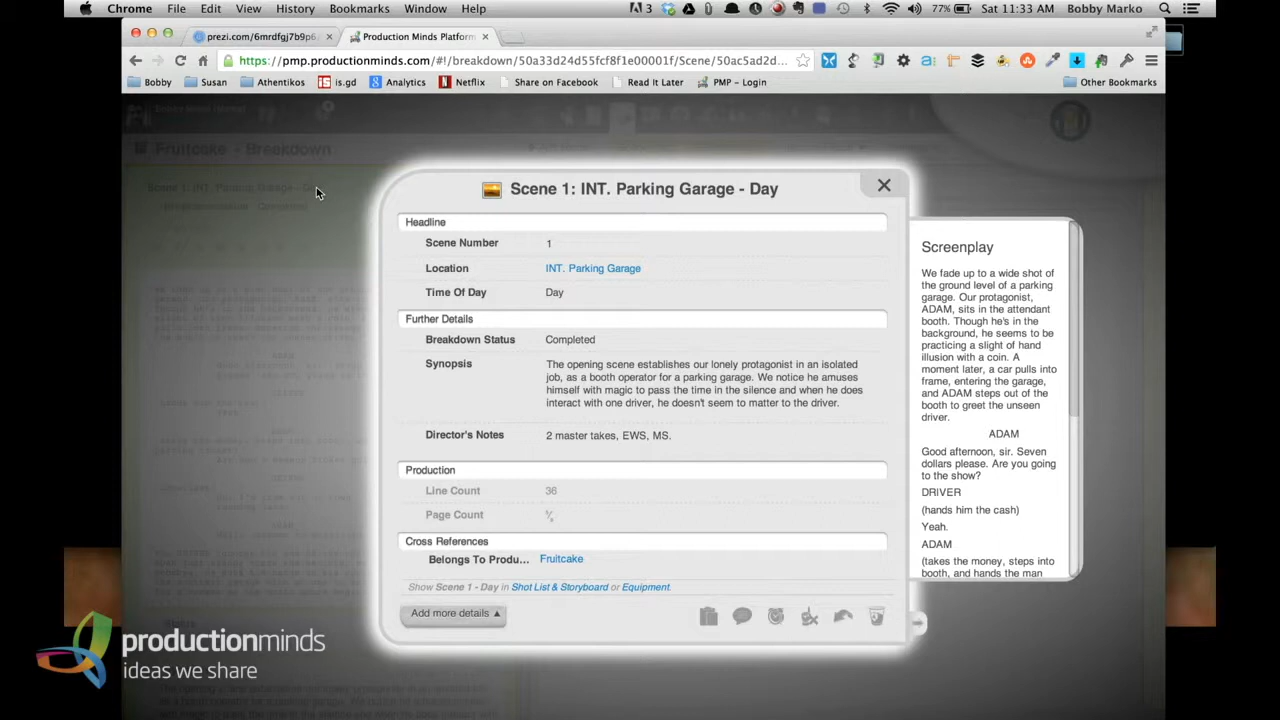 Chrome File Edit View History Bookmarks Window Help 3 77% Sat 11:33 AM Bobby Marko
prezi.com/6mrdfgj7b9p6 Production Minds Platform
https://pmp.productionminds.com/#!/breakdown/50a33d24d55fcf8f1e00001f/Scene/50ac5ad2d...
Bobby Susan Athentikos is.gd Analytics Netflix Share on Facebook Read It Later PMP - Login Other Bookmarks
Fruitcake - Breakdown
Scene 1: INT. Parking Garage -
Scene 1: INT. Parking Garage - Day
Headline
Scene Number 1
Location INT. Parking Garage
Time Of Day Day
Further Details
Breakdown Status Completed
Synopsis The opening scene establishes our lonely protagonist in an isolated
job, as a booth operator for a parking garage. We notice he amuses
himself with magic to pass the time in the silence and when he does
interact with one driver, he doesn't seem to matter to the driver.
Director's Notes 2 master takes, EWS, MS.
Production
Line Count 36
Page Count
Cross References
Belongs To Produ... Fruitcake
Show Scene 1 - Day in Shot List & Storyboard or Equipment.
Add more details ▲
Screenplay
We fade up to a wide shot of
the ground level of a parking
garage. Our protagonist,
ADAM, sits in the attendant
booth. Though he's in the
background, he seems to be
practicing a slight of hand
illusion with a coin. A
moment later, a car pulls into
frame, entering the garage,
and ADAM steps out of the
booth to greet the unseen
driver.
ADAM
Good afternoon, sir. Seven
dollars please. Are you going
to the show?
DRIVER
(hands him the cash)
Yeah.
ADAM
(takes the money, steps into
booth, and hands the man
productionminds
ideas we share